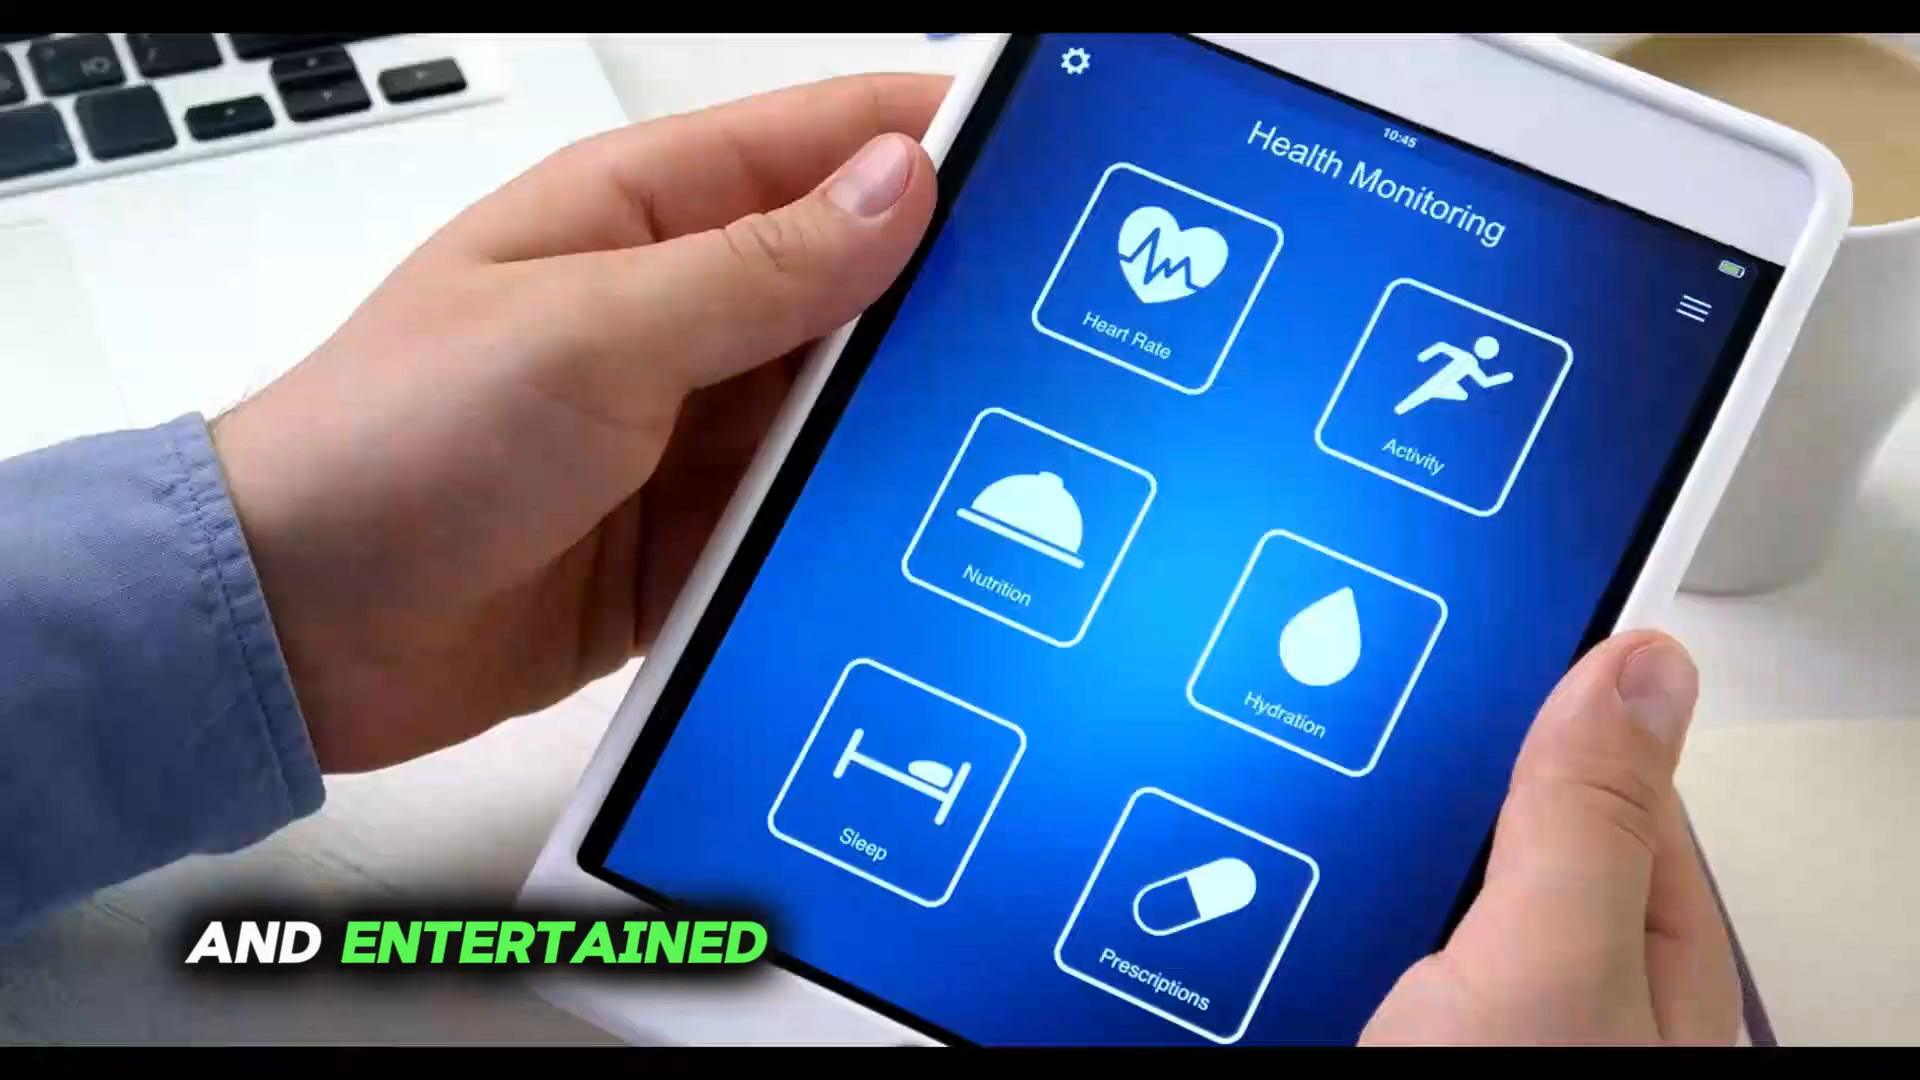 10:45
Health Monitoring
Heart Rate
Activity
Nutrition
Hydration
Sleep
Prescriptions
AND ENTERTAINED